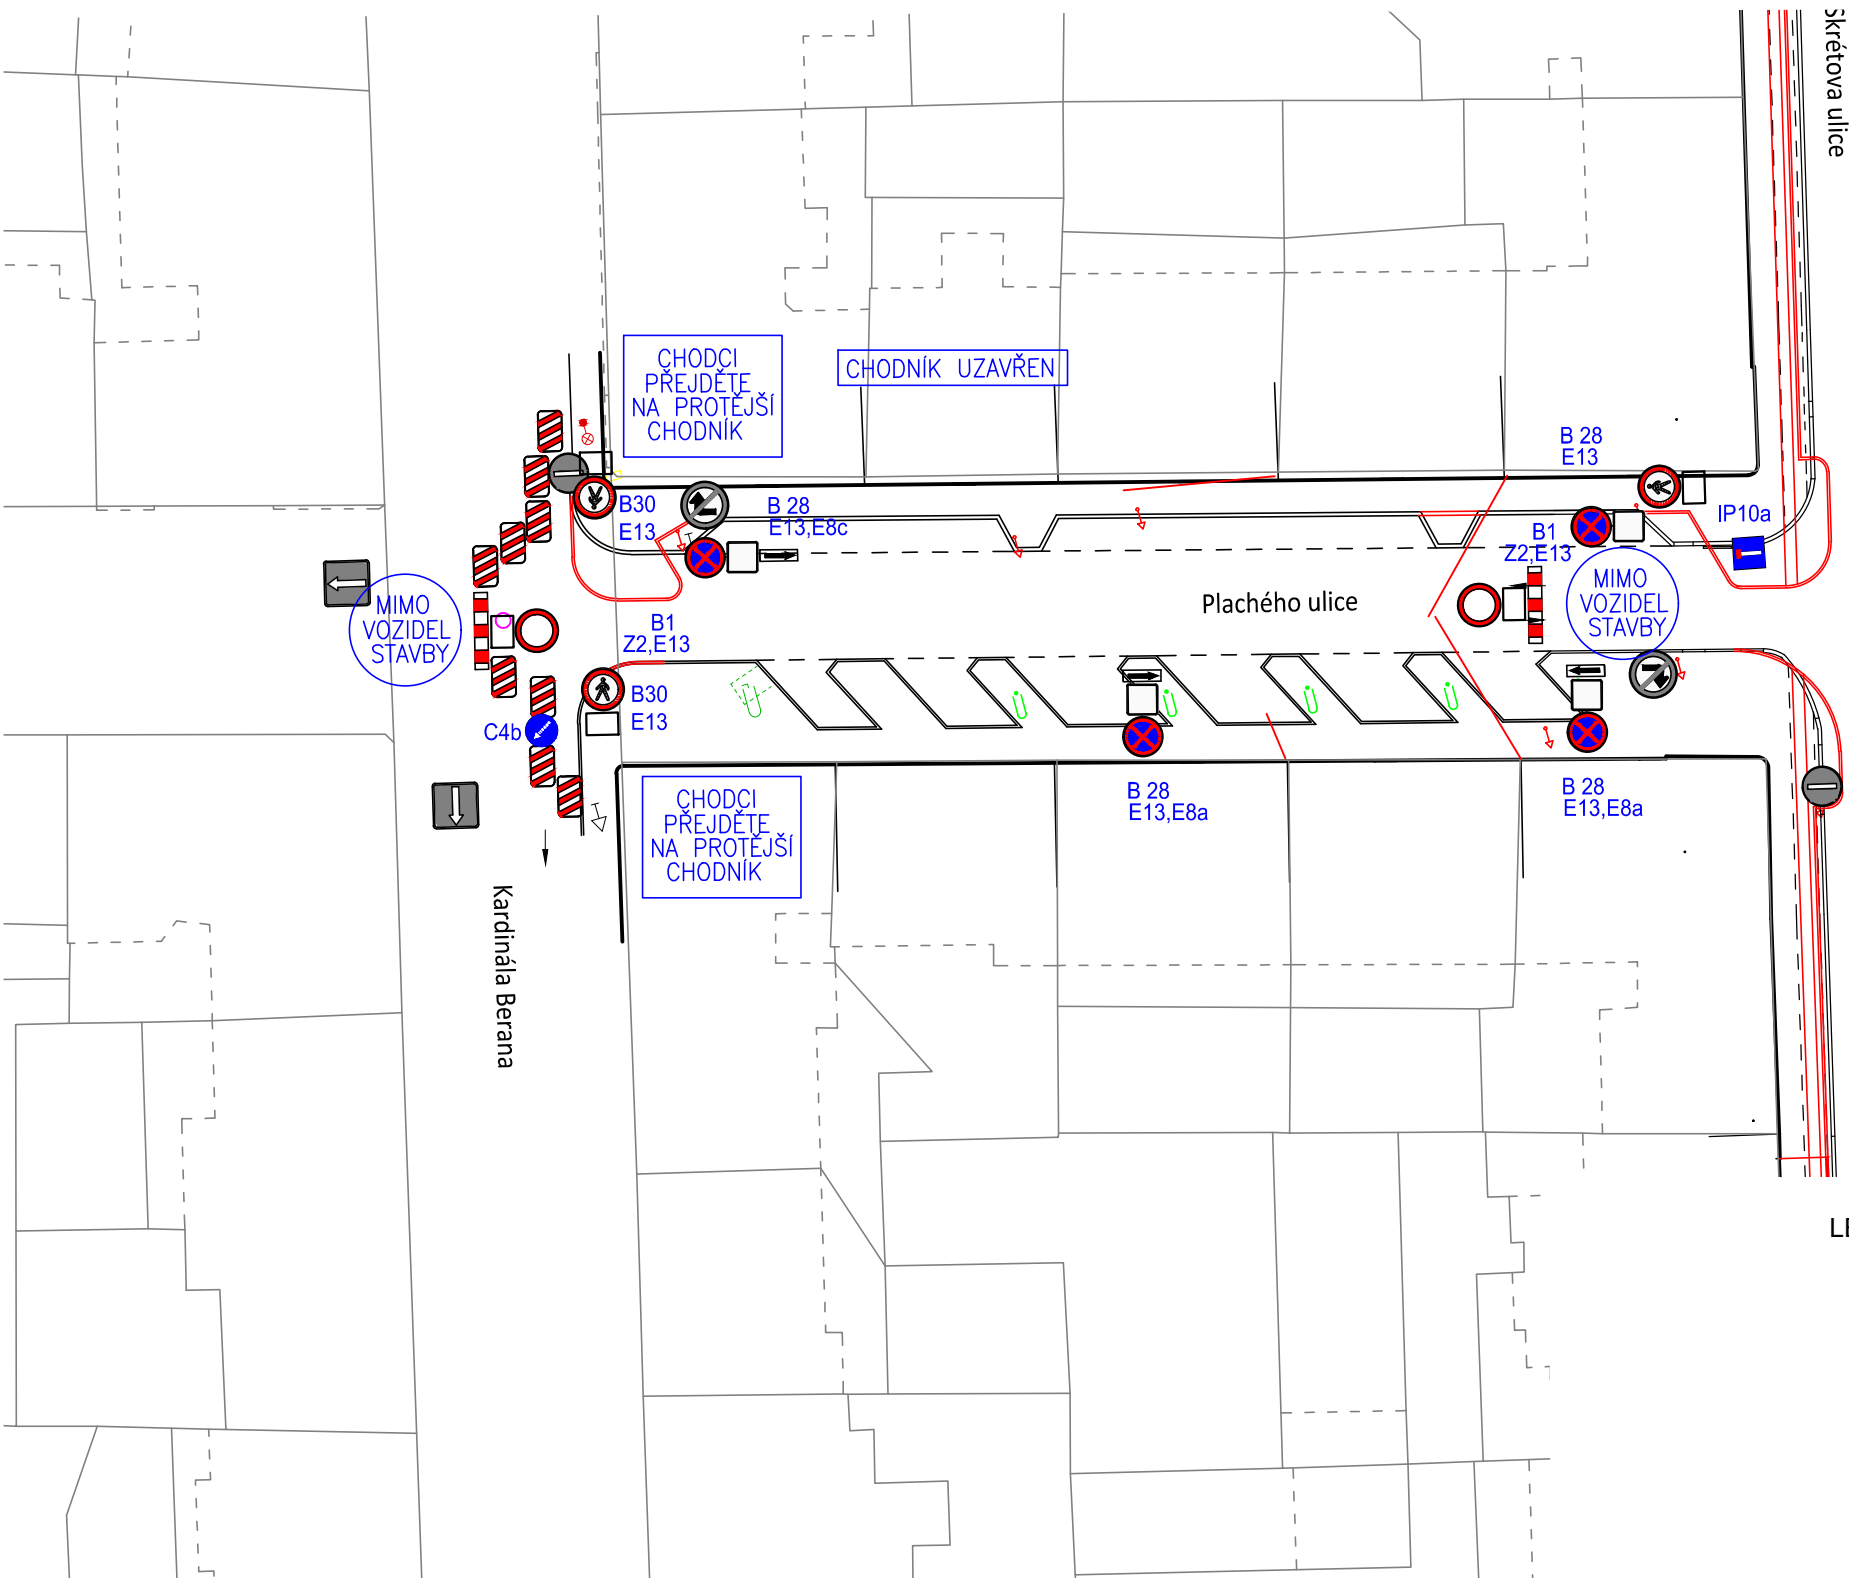 Skrétova ulice
CHODCI
PŘEJDĚTE
NA PROTĚJŠÍ
CHODNÍK
CHODNÍK UZAVŘEN
B 28
E13
B30
E13
B 28
E13,E8c
IP10a
B1
Z2,E13
MIMO
VOZIDEL
STAVBY
MIMO
VOZIDEL
STAVBY
Plachého ulice
B1
Z2,E13
B30
E13
C4b
CHODCI
PŘEJDĚTE
NA PROTĚJŠÍ
CHODNÍK
B 28
E13,E8a
B 28
E13,E8a
Kardinála Berana